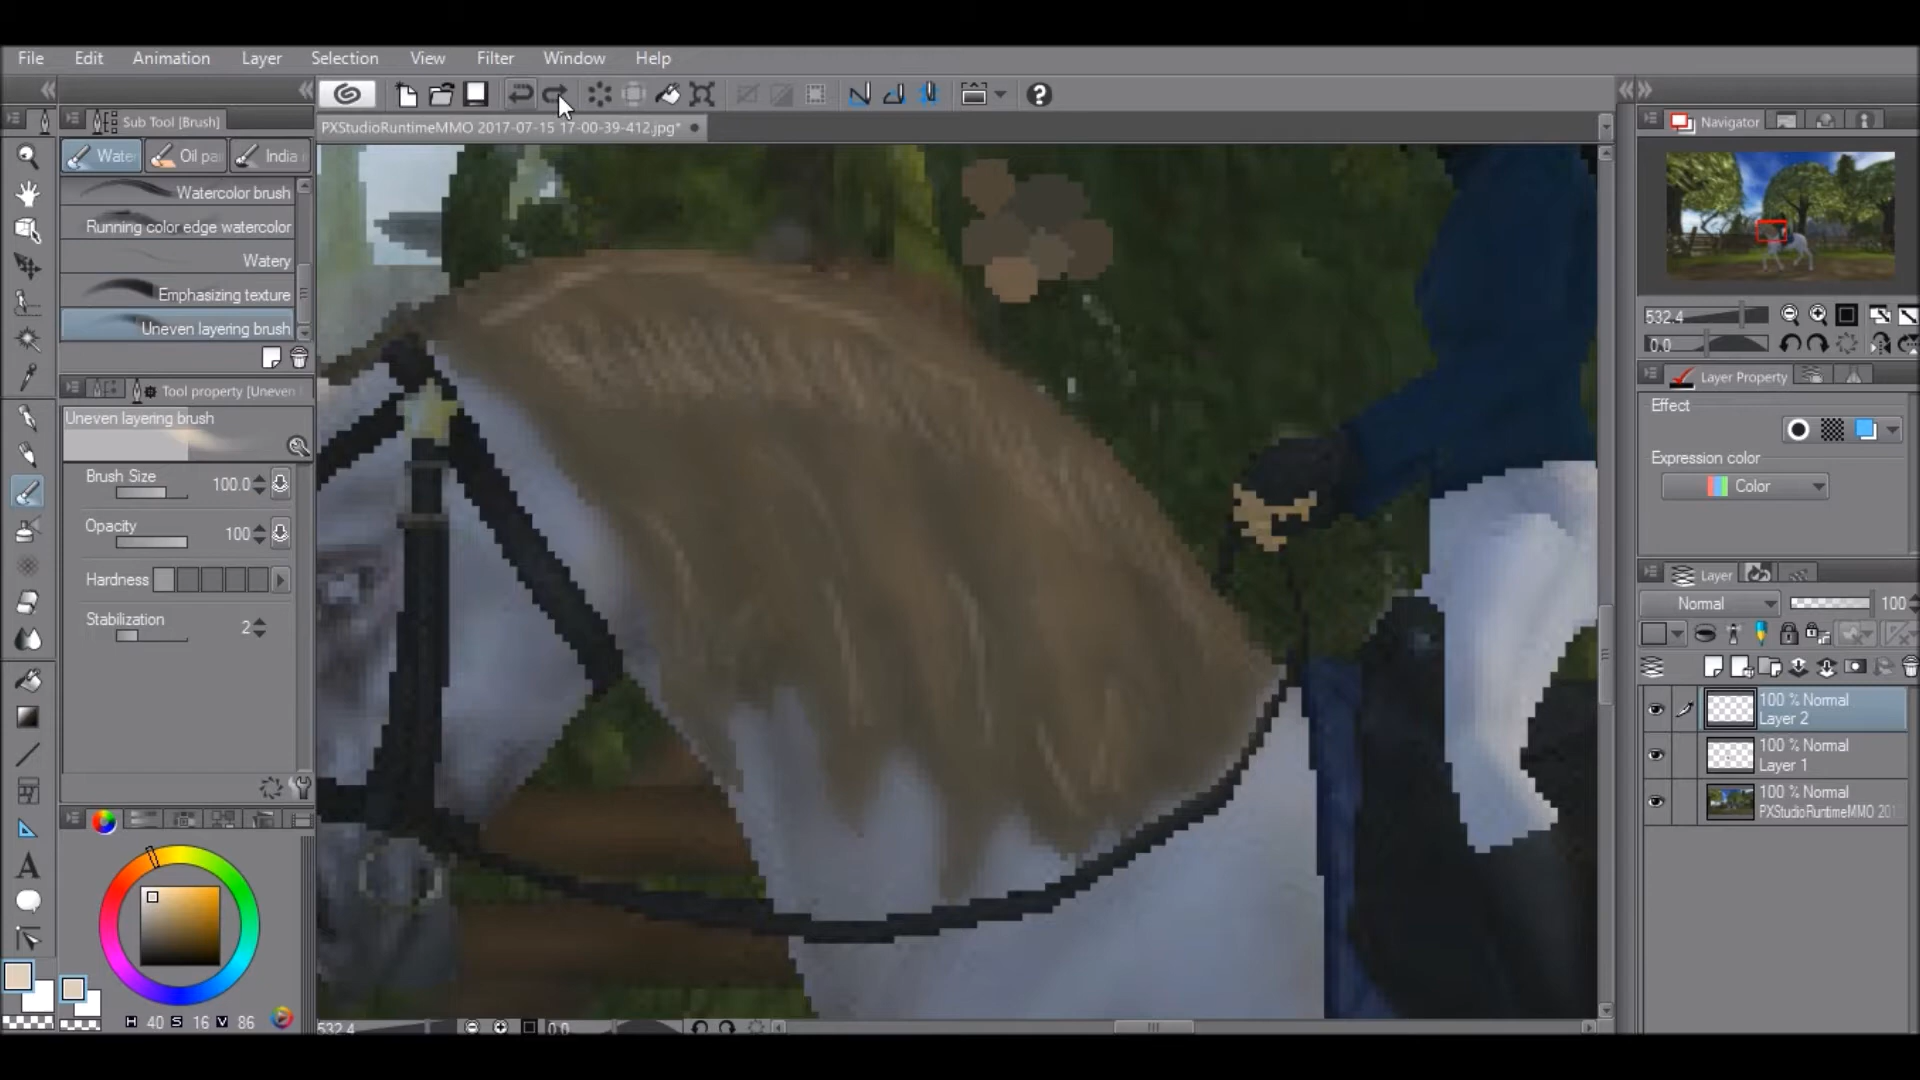 File Edit Animation Layer Selection View Filter Window Help
Sub Tool [Brush]
PXStudioRuntimeMMO 2017-07-15 17-00-39-412.jpg*
Navigator
Water Oil pa India
Watercolor brush
Running color edge watercolor
Watery
Emphasizing texture
Uneven layering brush
532.4
0.0
Tool property [Uneven
Layer Property
Uneven layering brush
Effect
Brush Size 100.0
Expression color
Color
Opacity 100
Hardness
Layer
Stabilization 2
Normal 100
100 % Normal
Layer 2
100 % Normal
Layer 1
100 % Normal
PXStudioRuntimeMMO 201
H 40 S 16 V 86
532.4 0.0